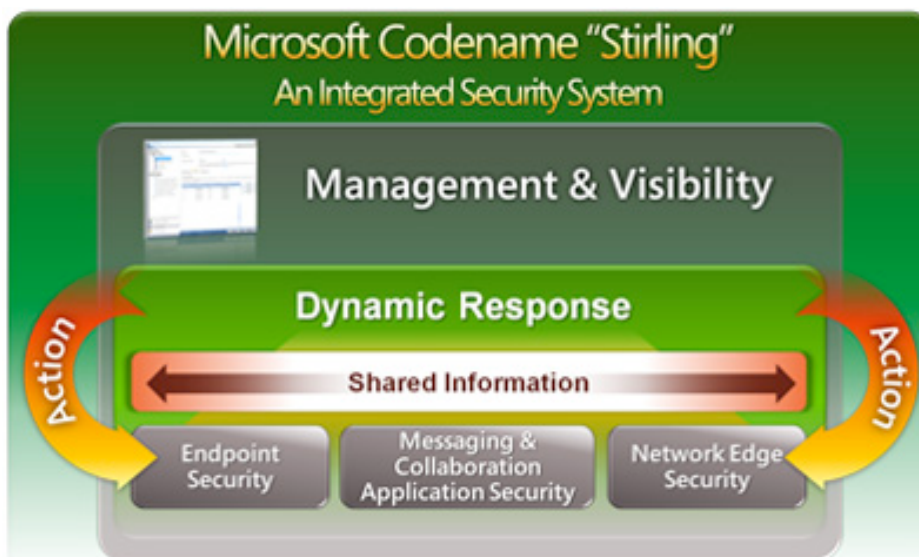 Microsoft Codename “Stirling”
An Integrated Security System
Management & Visibility
Dynamic Response
Action
Shared Information
Action
Endpoint
Security
Messaging &
Collaboration
Application Security
Network Edge
Security